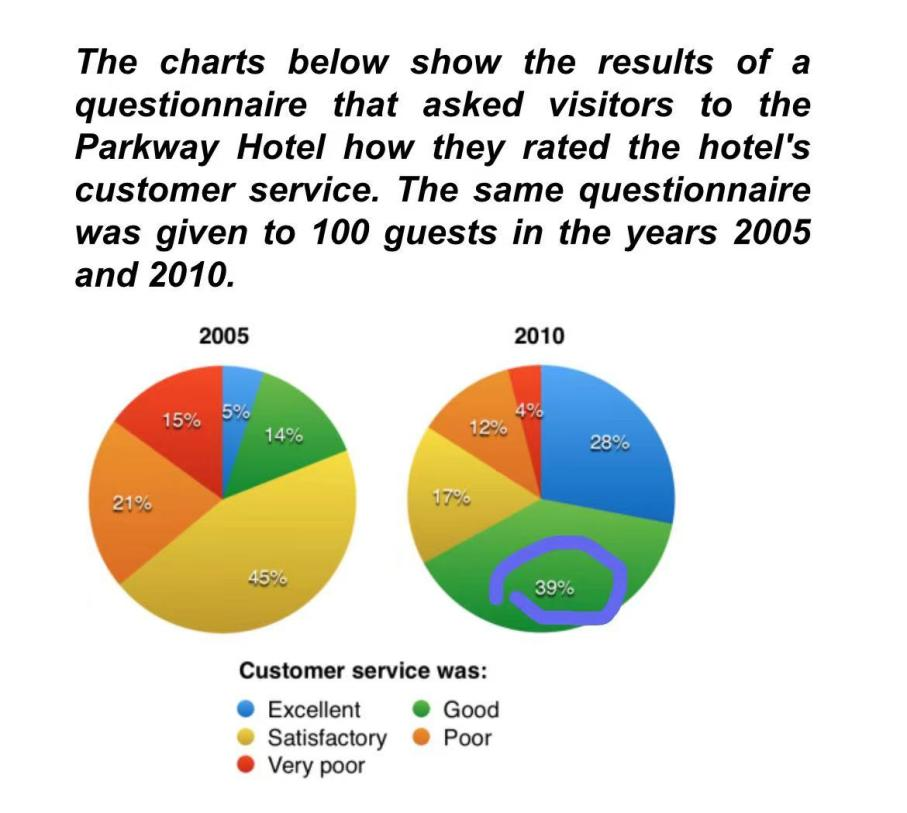 The charts below show the results of a
questionnaire that asked visitors to the
Parkway Hotel how they rated the hotel's
customer service. The same questionnaire
was given to 100 guests in the years 2005
and 2010.
2005
2010
15%
5%
14%
21%
45%
4%
12%
28%
17%
39%
Customer service was:
Excellent
Good
Satisfactory
Poor
Very poor